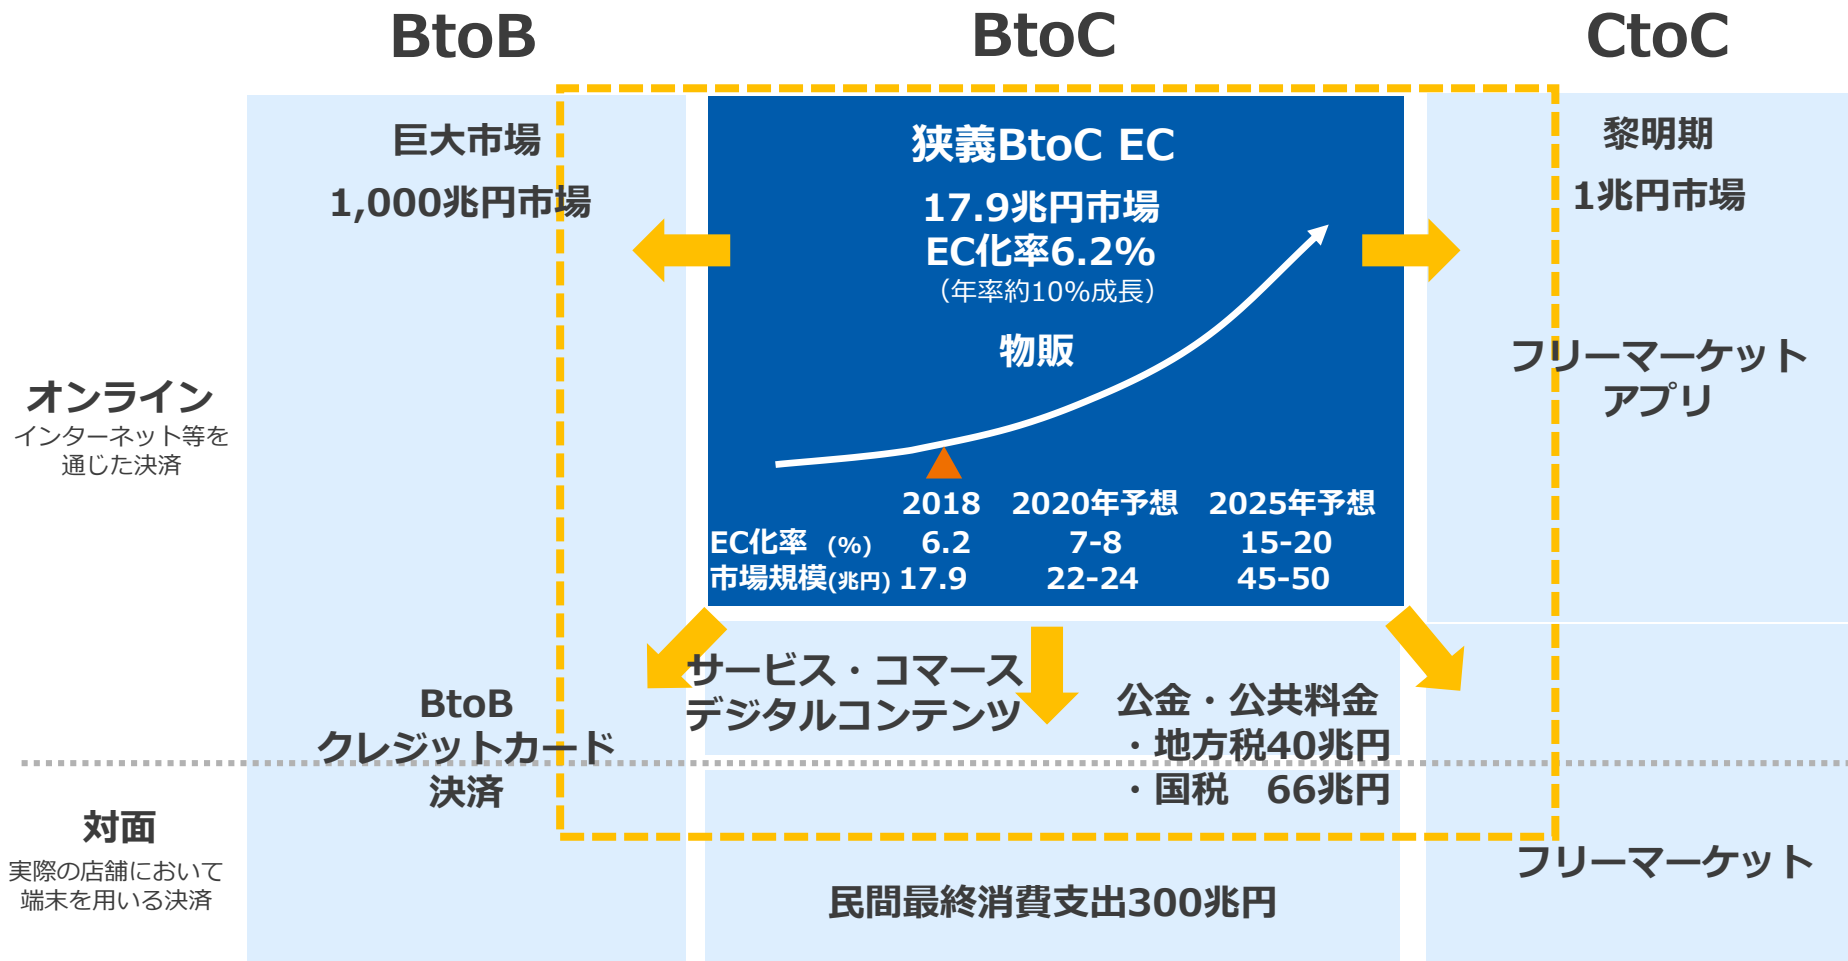 BtoB
BtoC
CtoC
巨大市場
1,000兆円市場
狭義BtoC EC
17.9兆円市場
EC化率6.2%
（年率約10%成長）
物販
2018 2020年予想 2025年予想
EC化率 (%) 6.2 7-8 15-20
市場規模(兆円) 17.9 22-24 45-50
黎明期
1兆円市場
フリーマーケット
アプリ
オンライン
インターネット等を
通じた決済
BtoB
クレジットカード
決済
サービス・コマース
デジタルコンテンツ
公金・公共料金
・地方税40兆円
・国税　66兆円
対面
実際の店舗において
端末を用いる決済
民間最終消費支出300兆円
フリーマーケット